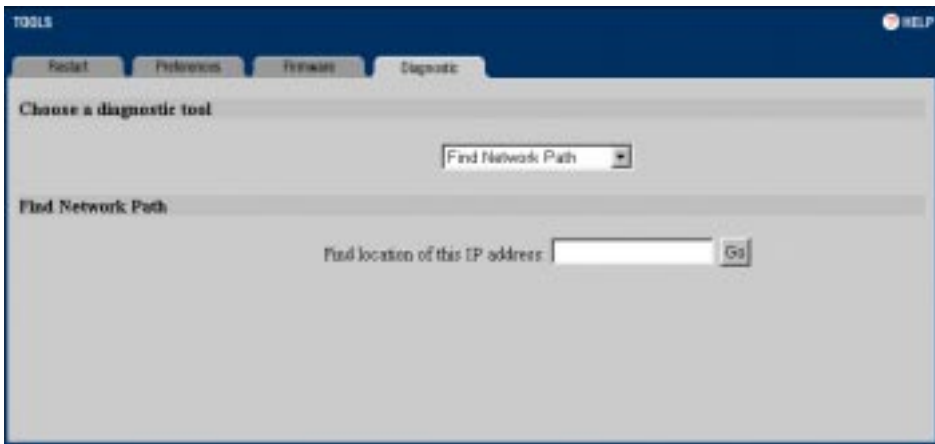 TOOLS
HELP
Restart Preferences Firmware Diagnostic
Choose a diagnostic tool
Find Network Path
Find Network Path
Find location of this IP address:
Go